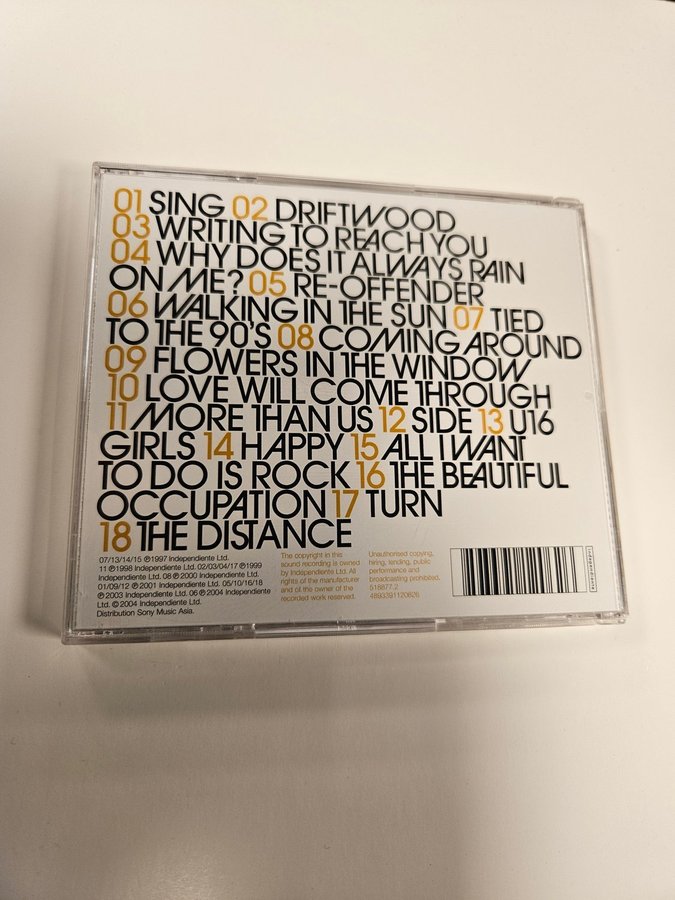 01 SING 02 DRIFTWOOD
03 WRITING TO REACH YOU
04 WHY DOES IT ALWAYS RAIN
ON ME? 05 RE-OFFENDER
06 WALKING IN THE SUN 07 TIED
TO THE 90'S 08 COMING AROUND
09 FLOWERS IN THE WINDOW
10 LOVE WILL COME THROUGH
11 MORE THAN US 12 SIDE 13 U16
GIRLS 14 HAPPY 15 ALL I WANT
TO DO IS ROCK 16 THE BEAUTIFUL
OCCUPATION 17 TURN
18 THE DISTANCE
07/13/14/15 ℗1997 Independiente Ltd.
11 ℗1998 Independiente Ltd. 02/03/04/17 ℗1999
Independiente Ltd. 08 ℗ 2000 Independiente Ltd.
01/09/12 ℗ 2001 Independiente Ltd. 05/10/16/18
℗ 2003 Independiente Ltd. 06 ℗ 2004 Independiente
Ltd. © 2004 Independiente Ltd.
Distribution Sony Music Asia.
The copyright in this
sound recording is owned
by Independiente Ltd. All
rights of the manufacturer
and of the owner of the
recorded work reserved.
Unauthorised copying,
hiring, lending, public
performance and
broadcasting prohibited.
518877.2
4893391120826
independiente